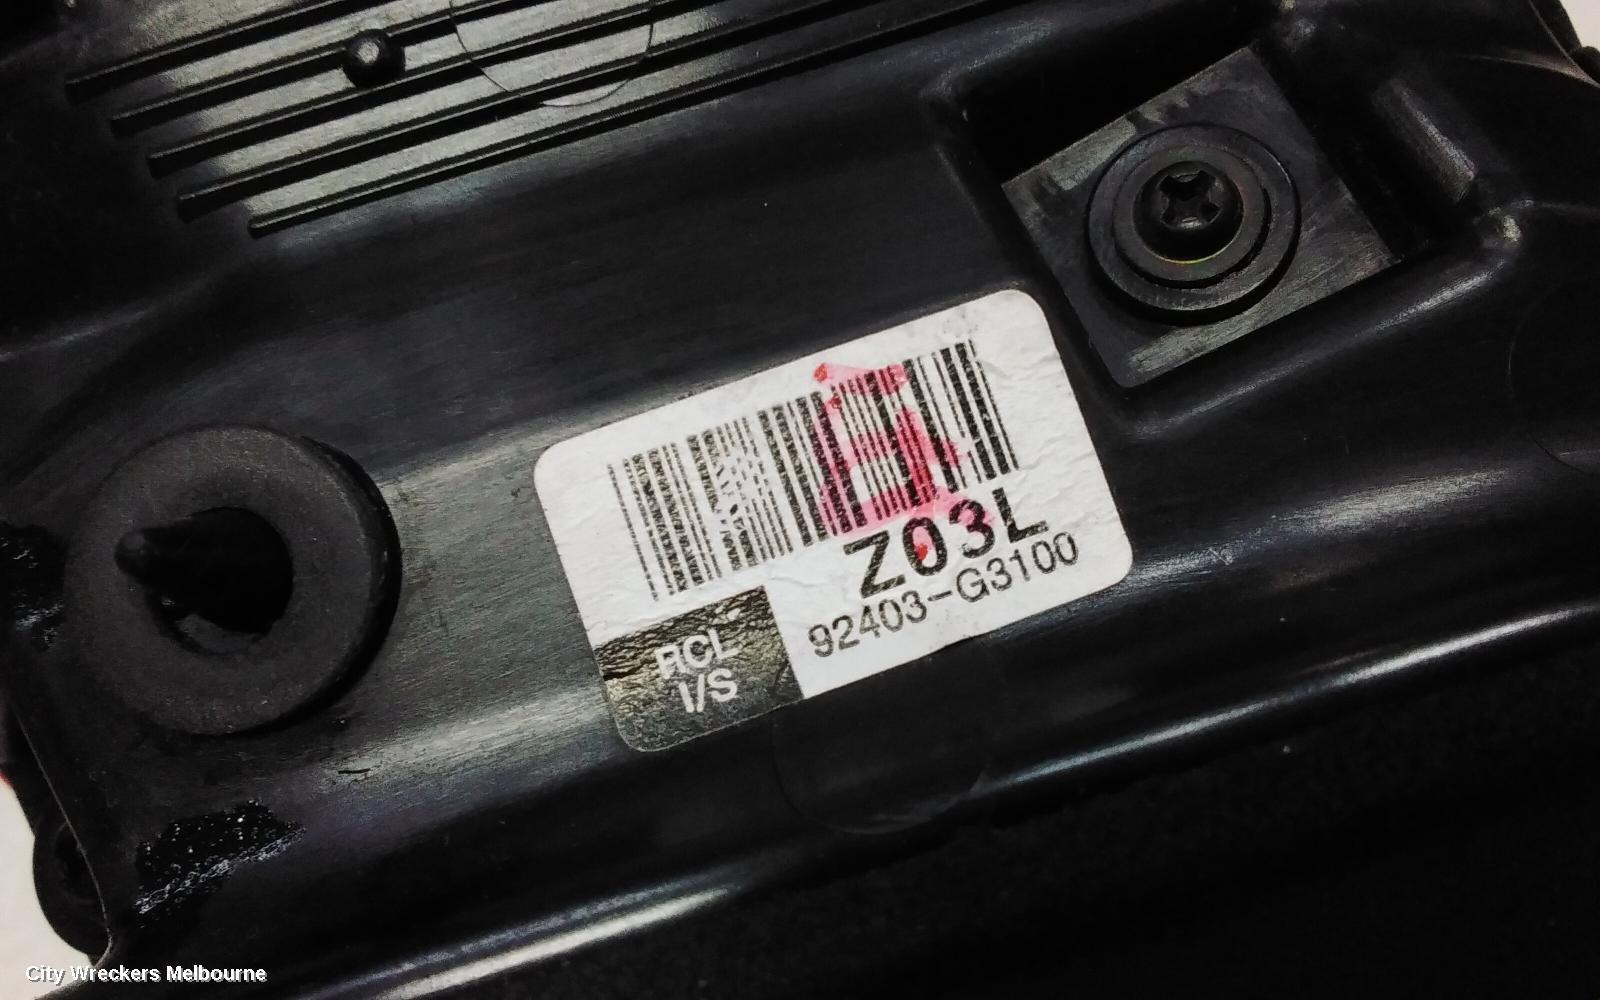 Z03L
92403-G3100
RCL
I/S
City Wreckers Melbourne